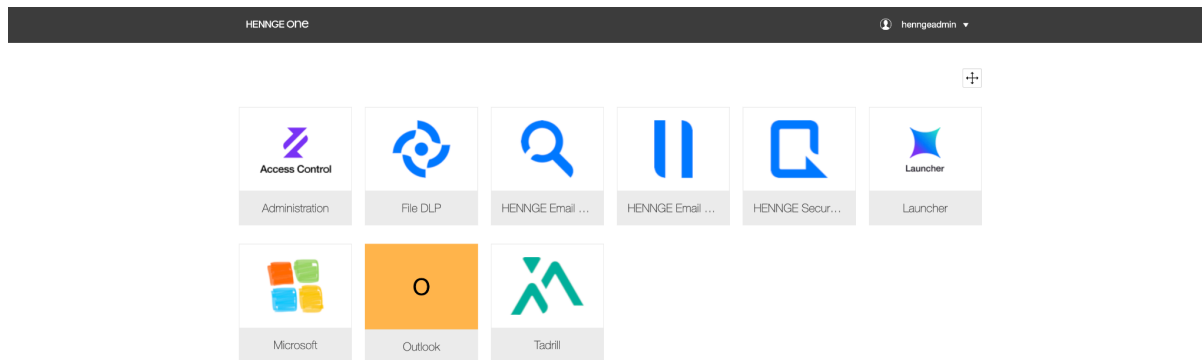 HENNGE one
henngeadmin
Access Control
Launcher
Administration
File DLP
HENNGE Email ...
HENNGE Email ...
HENNGE Secur...
Launcher
O
Microsoft
Outlook
Tadrill